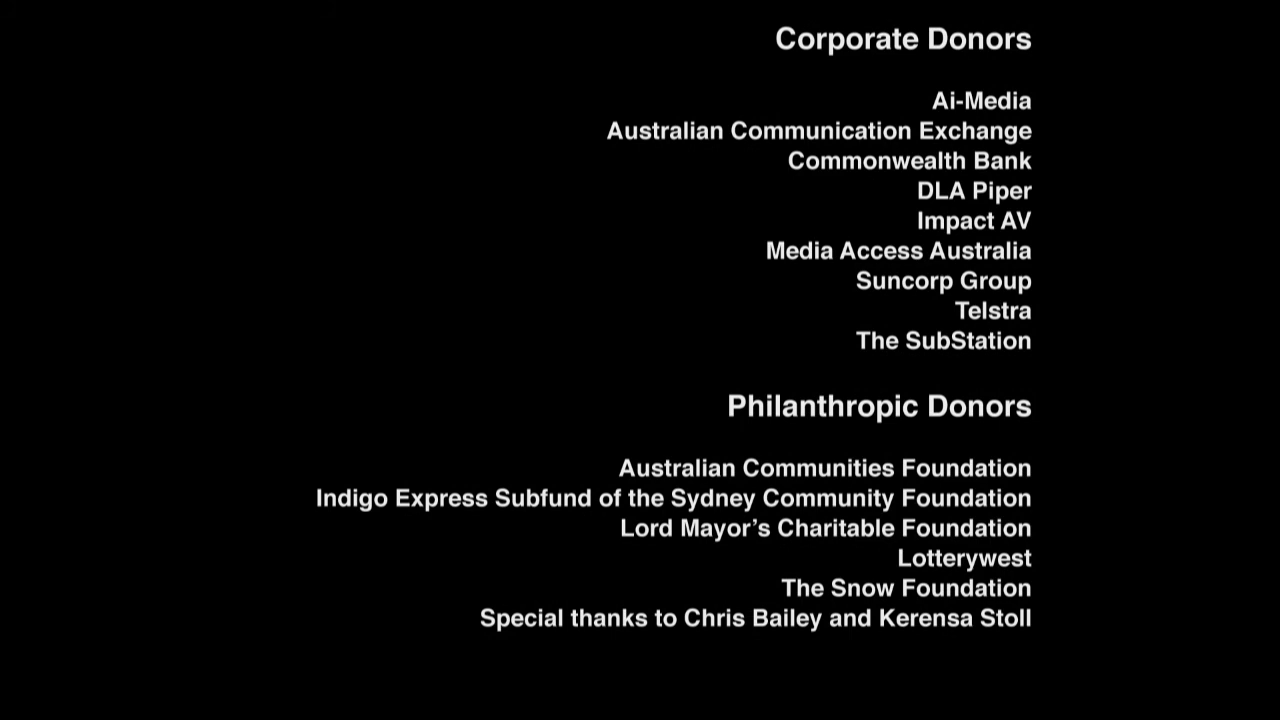 Corporate Donors
Ai-Media
Australian Communication Exchange
Commonwealth Bank
DLA Piper
Impact AV
Media Access Australia
Suncorp Group
Telstra
The SubStation
Philanthropic Donors
Australian Communities Foundation
Indigo Express Subfund of the Sydney Community Foundation
Lord Mayor’s Charitable Foundation
Lotterywest
The Snow Foundation
Special thanks to Chris Bailey and Kerensa Stoll